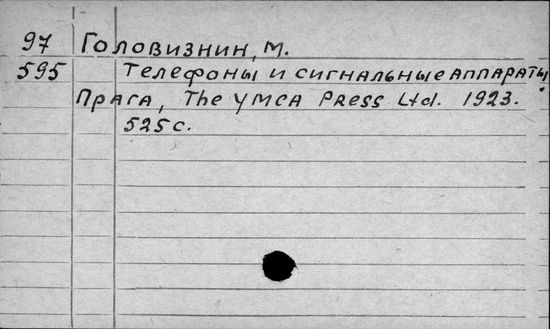 97 Головизнин, М.
595 Телефоны и сигнальные аппараты.
Прага, The YMCA Press Ltd. 1923.
525 с.